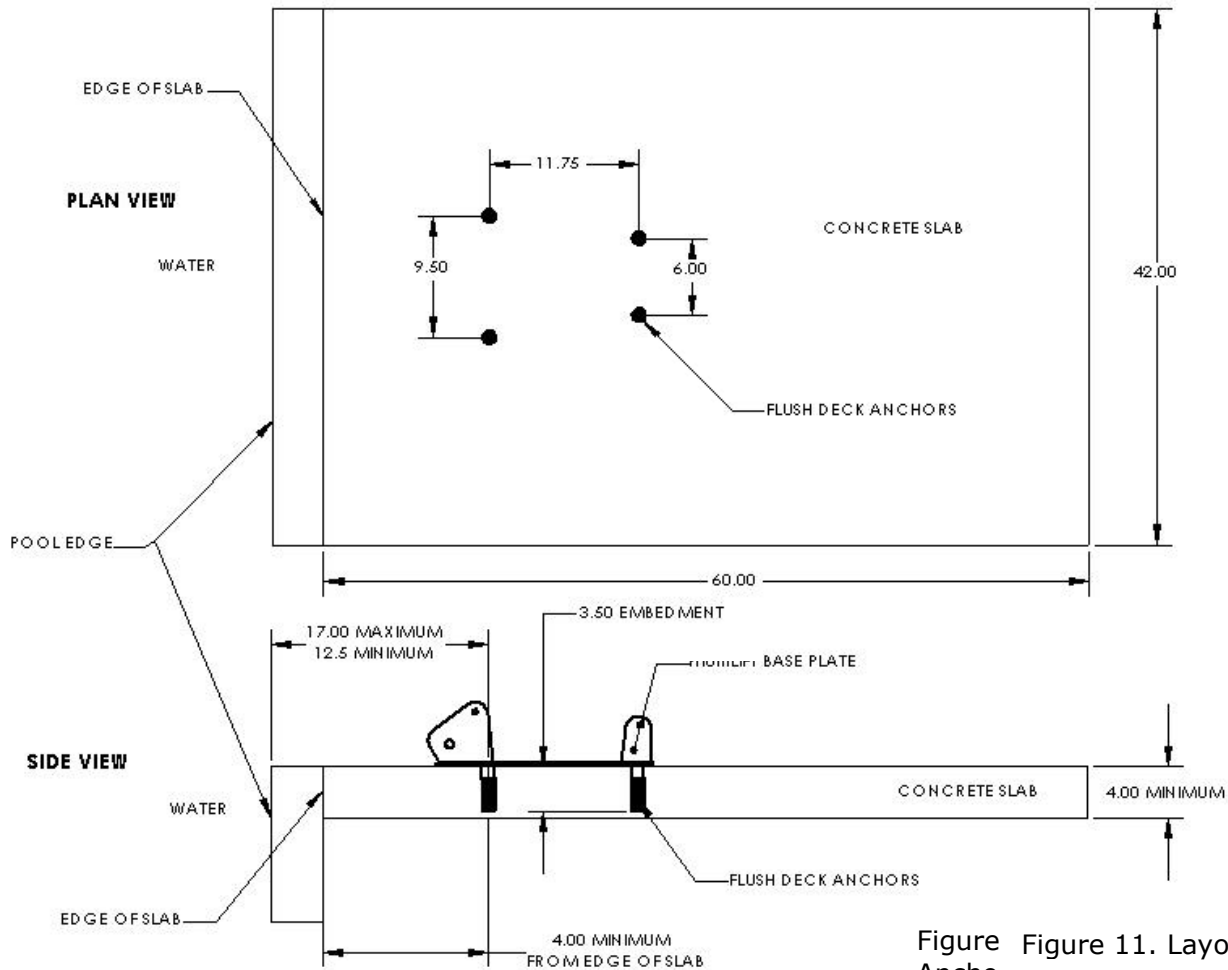 EDGE OF SLAB
11.75
PLAN VIEW
CONCRETE SLAB
WATER
9.50
6.00
42.00
FLUSH DECK ANCHORS
POOL EDGE
60.00
3.50 EMBEDMENT
17.00 MAXIMUM
12.5 MINIMUM
BASE PLATE
SIDE VIEW
CONCRETE SLAB
4.00 MINIMUM
WATER
FLUSH DECK ANCHORS
EDGE OF SLAB
4.00 MINIMUM
FROM EDGE OF SLAB
Figure Figure 11. Layo